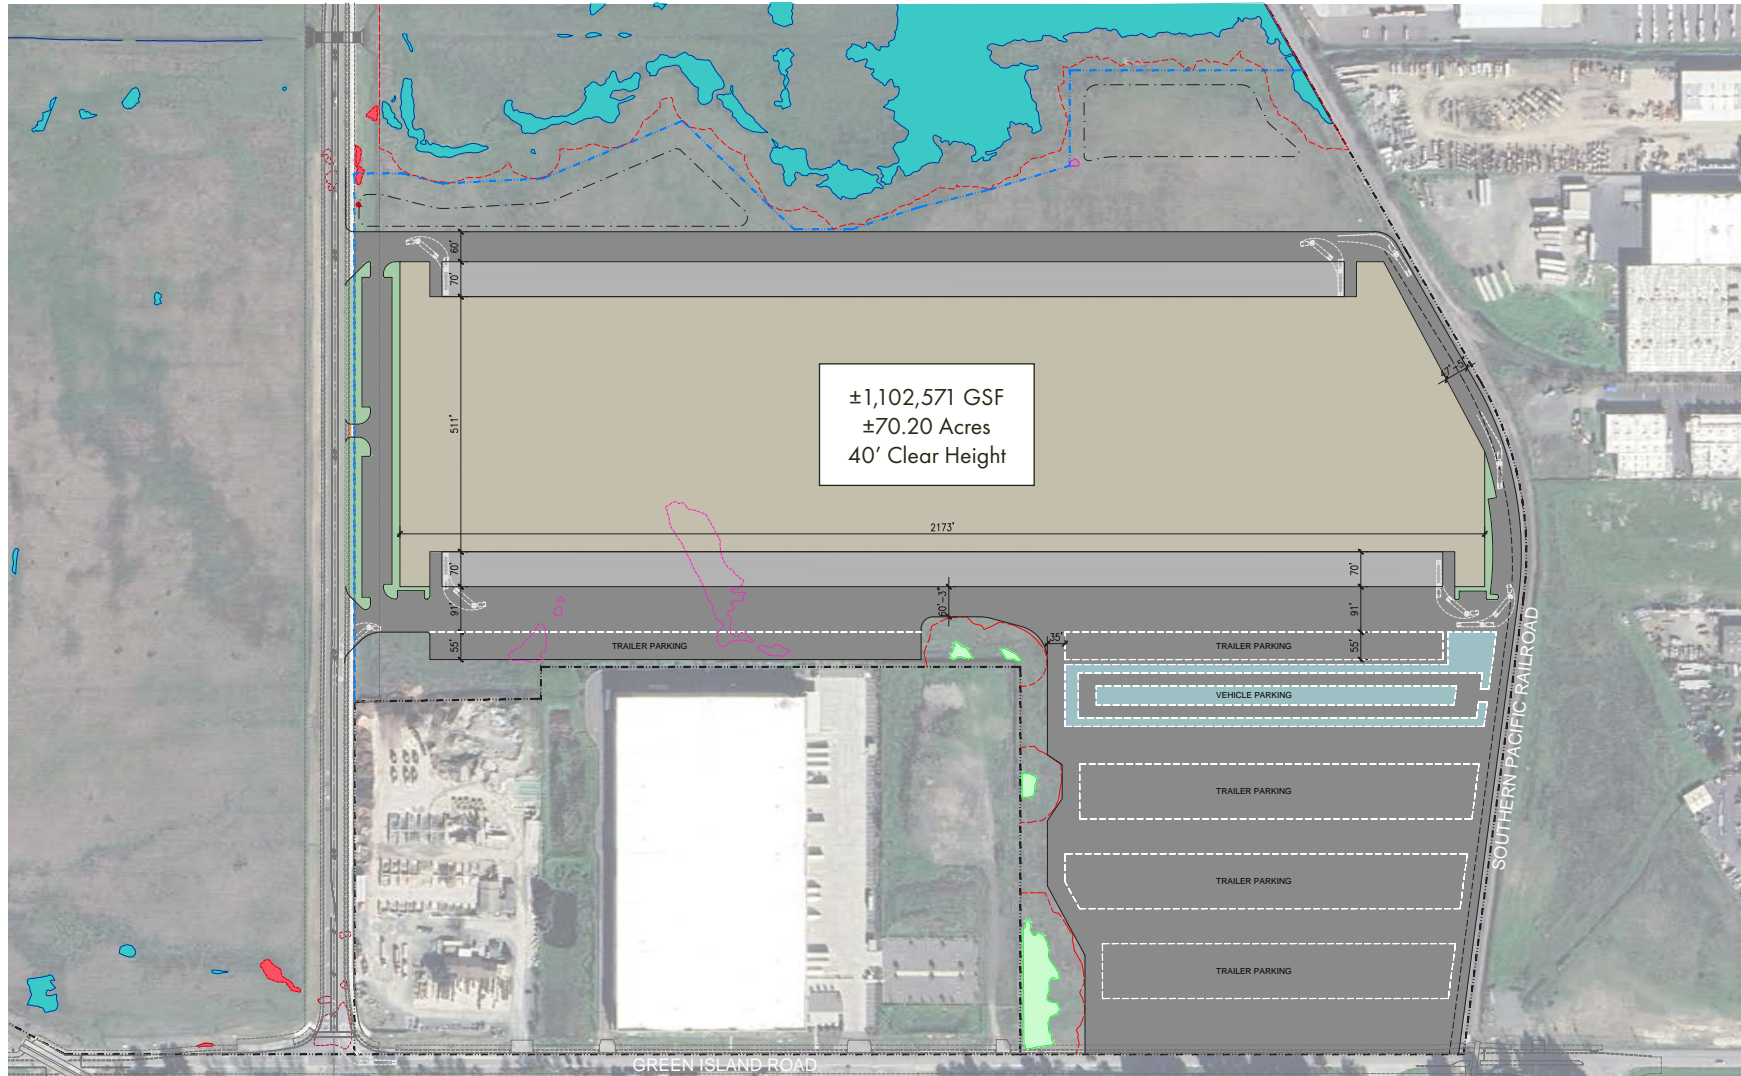 60'
70'
47'
75'
±1,102,571 GSF
±70.20 Acres
40' Clear Height
511'
2173'
70'
70'
91'
60'-3"
91'
55'
TRAILER PARKING
35'
TRAILER PARKING
55'
VEHICLE PARKING
TRAILER PARKING
TRAILER PARKING
TRAILER PARKING
SOUTHERN PACIFIC RAILROAD
GREEN ISLAND ROAD